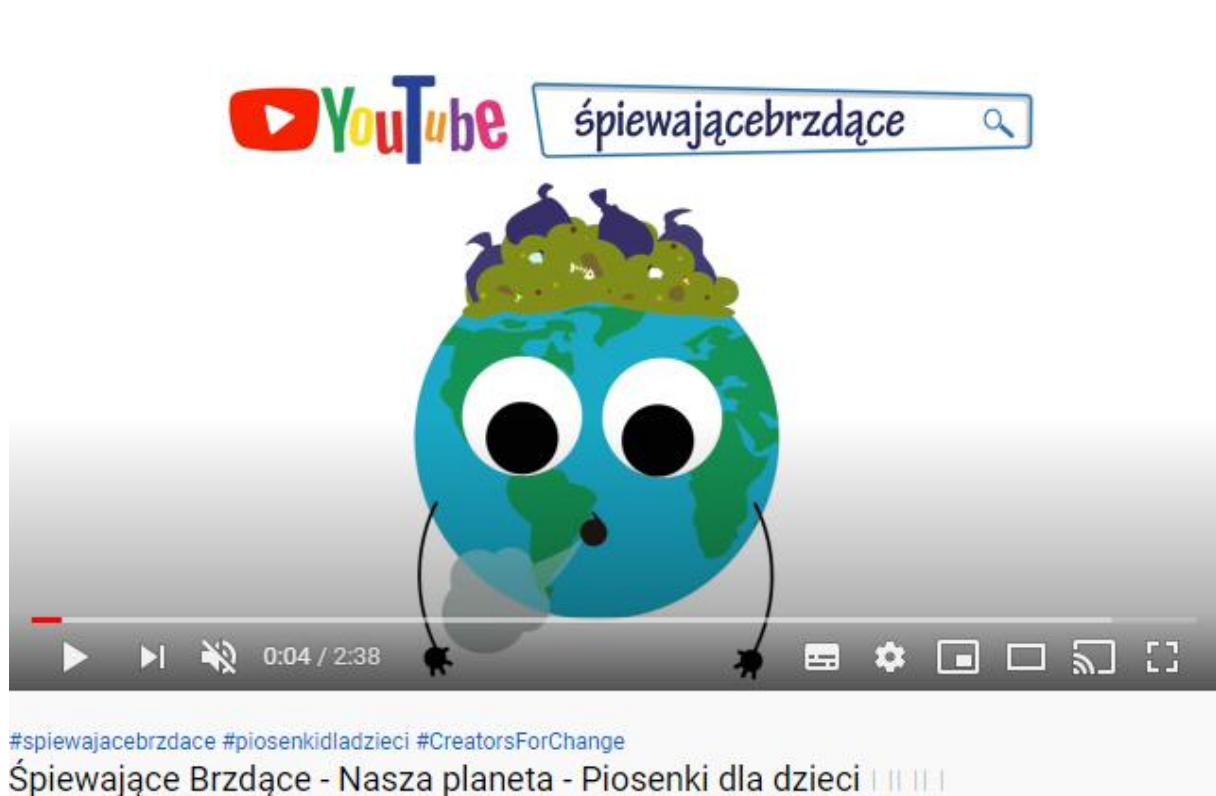 YouTube śpiewającebrzdące
0:04 / 2:38
#spiewajacebrzdace #piosenkidladzieci #CreatorsForChange
Śpiewające Brzdące - Nasza planeta - Piosenki dla dzieci